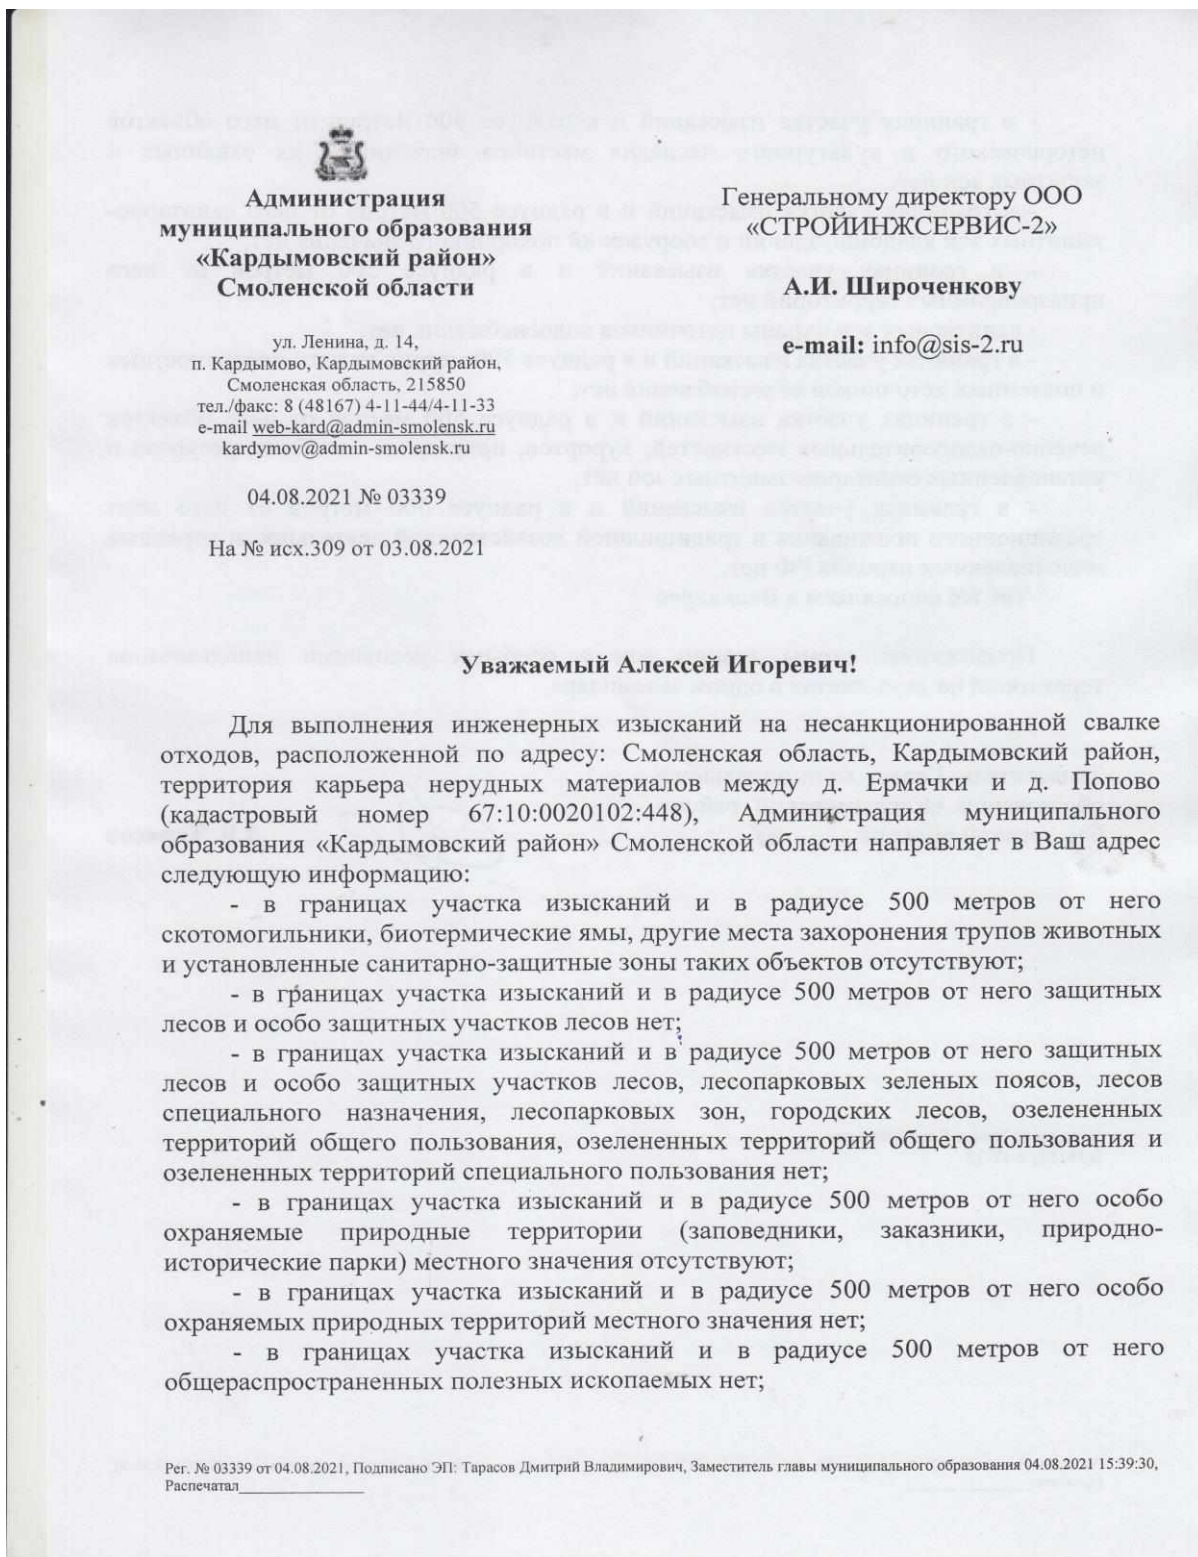 Администрация
муниципального образования
«Кардымовский район»
Смоленской области
ул. Ленина, д. 14,
п. Кардымово, Кардымовский район,
Смоленская область, 215850
тел./факс: 8 (48167) 4-11-44/4-11-33
e-mail web-kard@admin-smolensk.ru
kardymov@admin-smolensk.ru
04.08.2021 № 03339
На № исх.309 от 03.08.2021
Генеральному директору ООО
«СТРОЙИНЖСЕРВИС-2»
А.И. Широченкову
e-mail: info@sis-2.ru
Уважаемый Алексей Игоревич!
Для выполнения инженерных изысканий на несанкционированной свалке
отходов, расположенной по адресу: Смоленская область, Кардымовский район,
территория карьера нерудных материалов между д. Ермачки и д. Попово
(кадастровый номер 67:10:0020102:448), Администрация муниципального
образования «Кардымовский район» Смоленской области направляет в Ваш адрес
следующую информацию:
- в границах участка изысканий и в радиусе 500 метров от него
скотомогильники, биотермические ямы, другие места захоронения трупов животных
и установленные санитарно-защитные зоны таких объектов отсутствуют;
- в границах участка изысканий и в радиусе 500 метров от него защитных
лесов и особо защитных участков лесов нет;
- в границах участка изысканий и в радиусе 500 метров от него защитных
лесов и особо защитных участков лесов, лесопарковых зеленых поясов, лесов
специального назначения, лесопарковых зон, городских лесов, озелененных
территорий общего пользования, озелененных территорий общего пользования и
озелененных территорий специального пользования нет;
- в границах участка изысканий и в радиусе 500 метров от него особо
охраняемые природные территории (заповедники, заказники, природно-
исторические парки) местного значения отсутствуют;
- в границах участка изысканий и в радиусе 500 метров от него особо
охраняемых природных территорий местного значения нет;
- в границах участка изысканий и в радиусе 500 метров от него
общераспространенных полезных ископаемых нет;
Рег. № 03339 от 04.08.2021, Подписано ЭП: Тарасов Дмитрий Владимирович, Заместитель главы муниципального образования 04.08.2021 15:39:30,
Распечатал________________